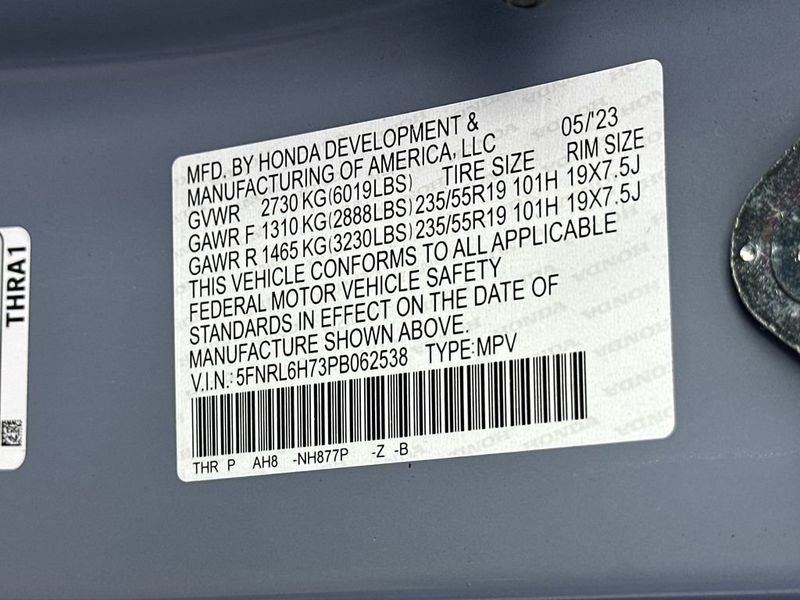 MFD. BY HONDA DEVELOPMENT & 05/'23
MANUFACTURING OF AMERICA, LLC
GVWR 2730 KG(6019LBS) TIRE SIZE RIM SIZE
GAWR F 1310 KG(2888LBS) 235/55R19 101H 19X7.5J
GAWR R 1465 KG(3230LBS) 235/55R19 101H 19X7.5J
THIS VEHICLE CONFORMS TO ALL APPLICABLE
FEDERAL MOTOR VEHICLE SAFETY
STANDARDS IN EFFECT ON THE DATE OF
MANUFACTURE SHOWN ABOVE.
V.I.N.: 5FNRL6H73PB062538 TYPE:MPV
THR P AH8 -NH877P -Z -B
THRA1
HONDA